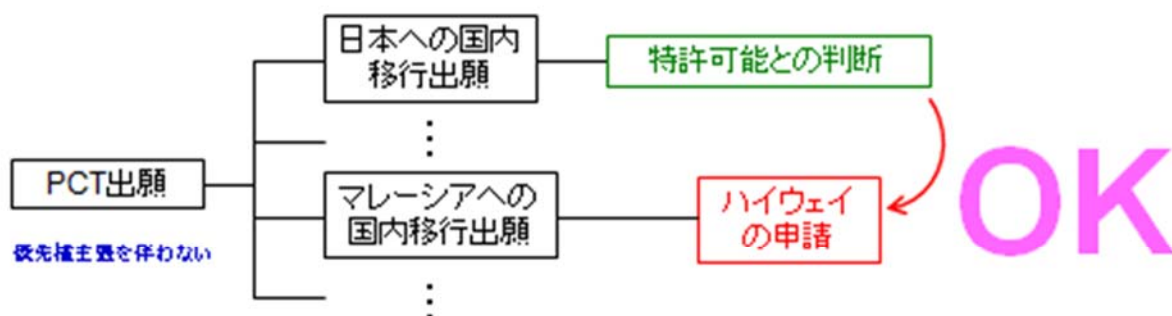 日本への国内
移行出願
特許可能との判断
⋮
PCT出願
優先権主張を伴わない
マレーシアへの
国内移行出願
ハイウェイ
の申請
OK
⋮